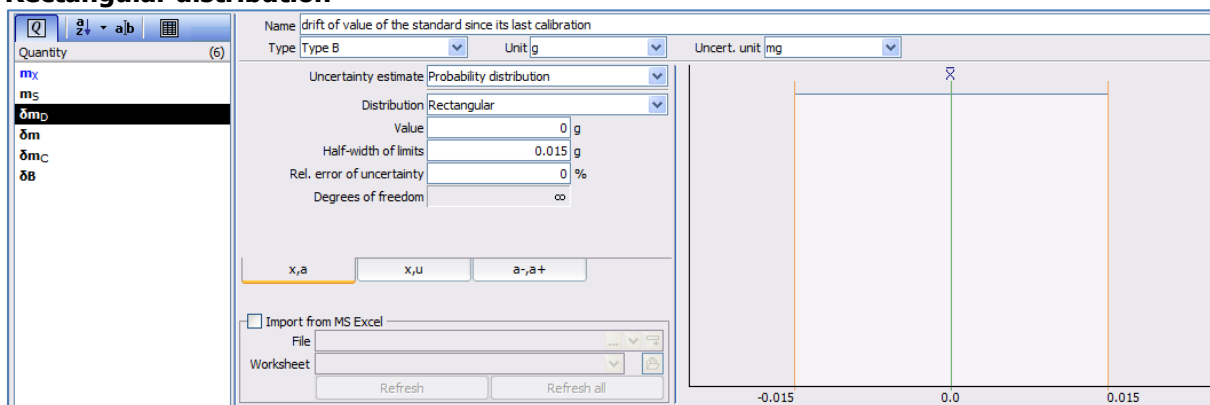 Rectangular distribution
Q a z a]b
Quantity (6)
mX
mS
δmD
δm
δmC
δB
Name drift of value of the standard since its last calibration
Type Type B Unit g Uncert. unit mg
Uncertainty estimate Probability distribution
Distribution Rectangular
Value 0 g
Half-width of limits 0.015 g
Rel. error of uncertainty 0 %
Degrees of freedom ∞
x,a x,u a-,a+
Import from MS Excel
File ...
Worksheet
Refresh Refresh all
x̄
-0.015 0.0 0.015